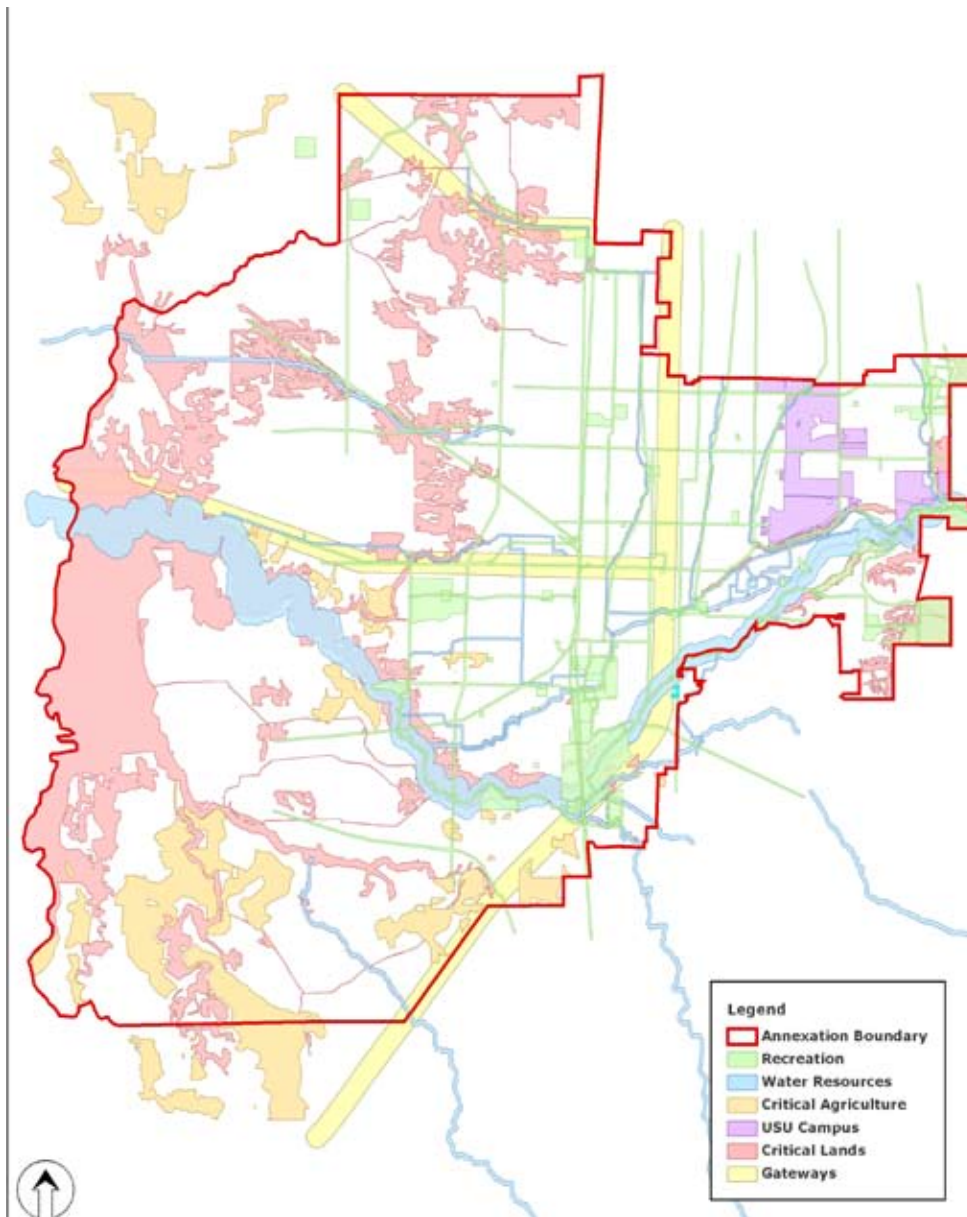 Legend
Annexation Boundary
Recreation
Water Resources
Critical Agriculture
USU Campus
Critical Lands
Gateways